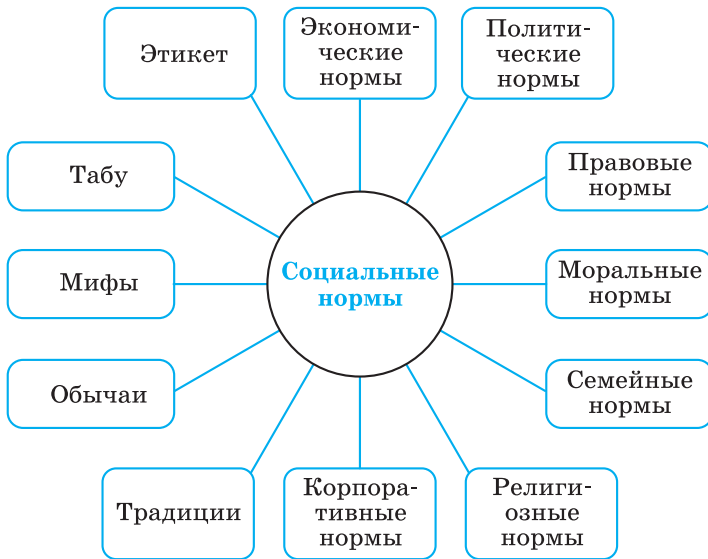 Этикет
Экономи-
ческие
нормы
Полити-
ческие
нормы
Табу
Правовые
нормы
Мифы
Социальные
нормы
Моральные
нормы
Обычаи
Семейные
нормы
Традиции
Корпора-
тивные
нормы
Религи-
озные
нормы